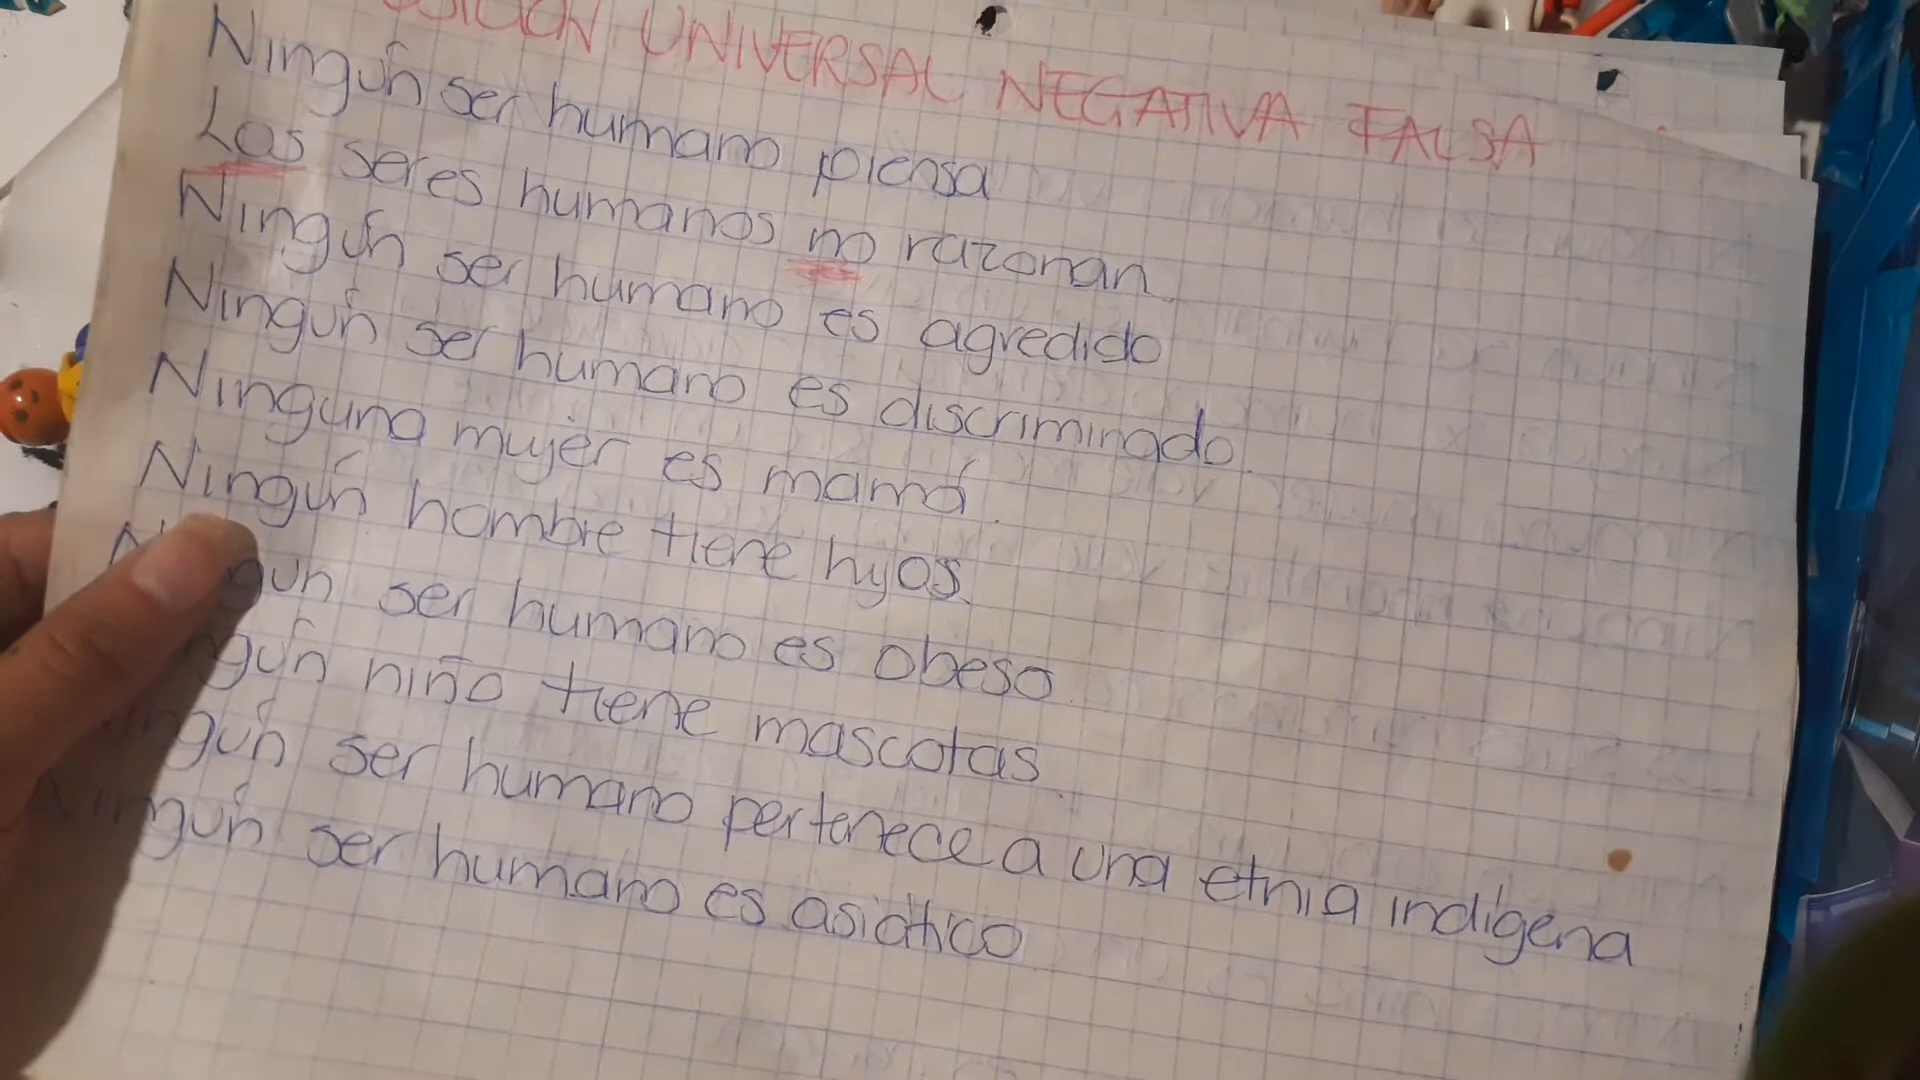 UNIVERSAL NEGATIVA FALSA
Ningún ser humano piensa
Los seres humanos no razonan
Ningún ser humano es agredido
Ningún ser humano es discriminado.
Ninguna mujer es mamá.
Ningún hombre tiene hijos.
ser humano es obeso.
niño tiene mascotas.
ser humano pertenece a una etnia indígena
ser humano es asiático